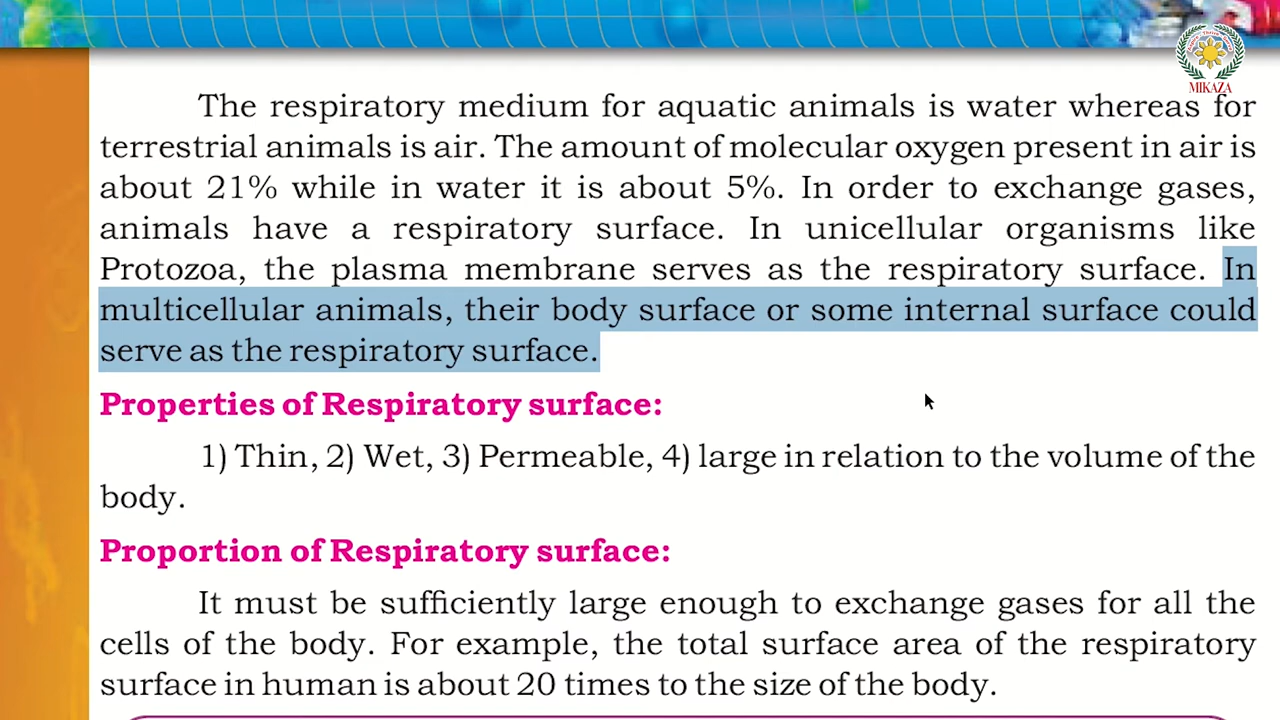 MIKAZA
The respiratory medium for aquatic animals is water whereas for
terrestrial animals is air. The amount of molecular oxygen present in air is
about 21% while in water it is about 5%. In order to exchange gases,
animals have a respiratory surface. In unicellular organisms like
Protozoa, the plasma membrane serves as the respiratory surface. In
multicellular animals, their body surface or some internal surface could
serve as the respiratory surface.
Properties of Respiratory surface:
1) Thin, 2) Wet, 3) Permeable, 4) large in relation to the volume of the
body.
Proportion of Respiratory surface:
It must be sufficiently large enough to exchange gases for all the
cells of the body. For example, the total surface area of the respiratory
surface in human is about 20 times to the size of the body.